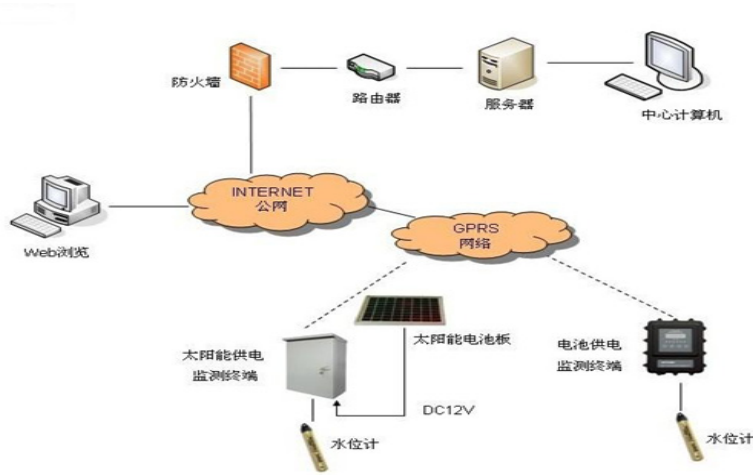 防火墙
路由器
服务器
中心计算机
INTERNET
公网
Web浏览
GPRS
网络
太阳能供电
监测终端
太阳能电池板
电池供电
监测终端
DC12V
水位计
水位计